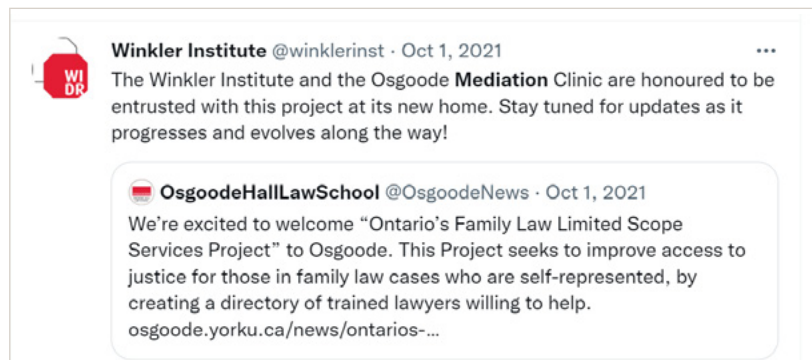 Winkler Institute @winklerinst · Oct 1, 2021
WI
DR
The Winkler Institute and the Osgoode Mediation Clinic are honoured to be
entrusted with this project at its new home. Stay tuned for updates as it
progresses and evolves along the way!
OsgoodeHallLawSchool @OsgoodeNews · Oct 1, 2021
We’re excited to welcome “Ontario’s Family Law Limited Scope
Services Project” to Osgoode. This Project seeks to improve access to
justice for those in family law cases who are self-represented, by
creating a directory of trained lawyers willing to help.
osgoode.yorku.ca/news/ontarios-...